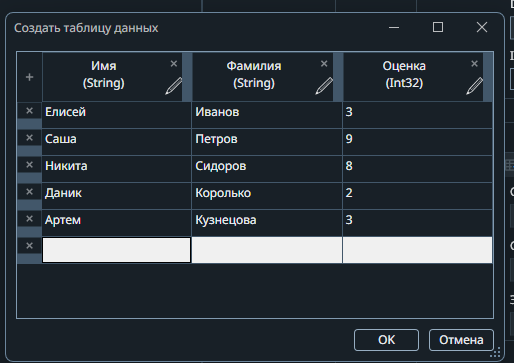 Создать таблицу данных
Имя
(String)
Фамилия
(String)
Оценка
(Int32)
Елисей Иванов 3
Саша Петров 9
Никита Сидоров 8
Даник Королько 2
Артем Кузнецова 3
ОК Отмена